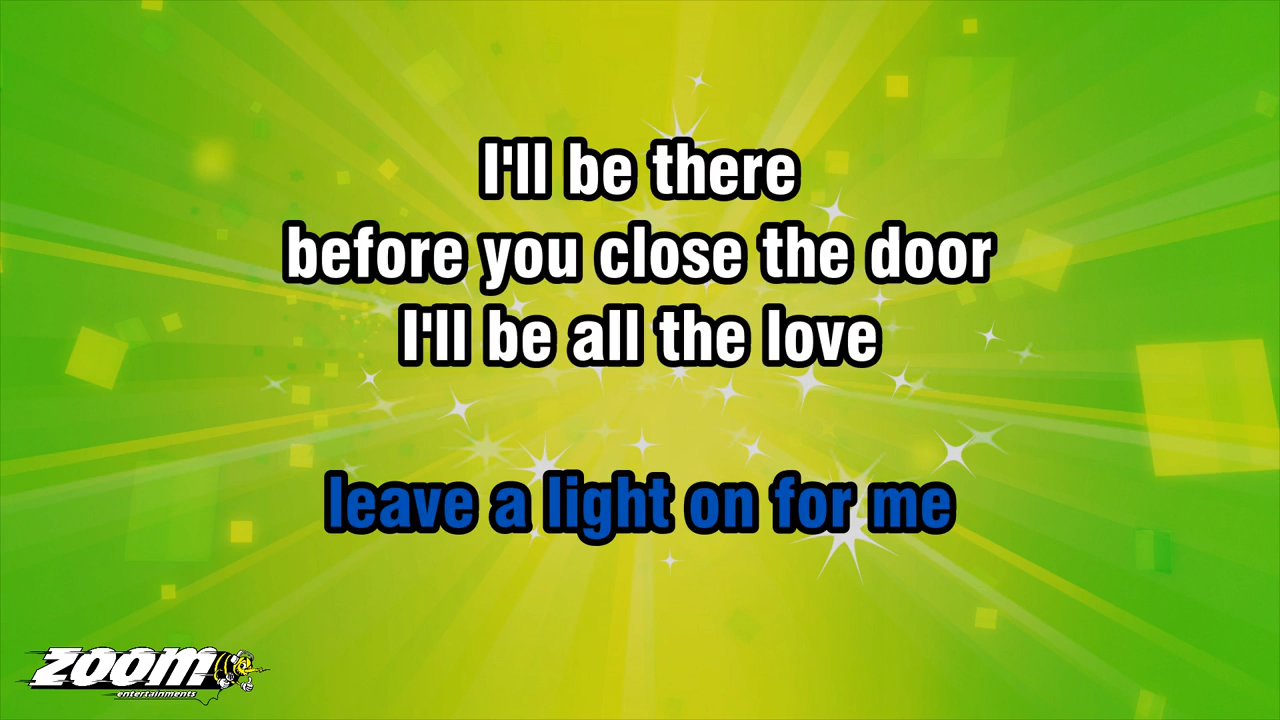 I'll be there
before you close the door
I'll be all the love
leave a light on for me
ZOOM
entertainments